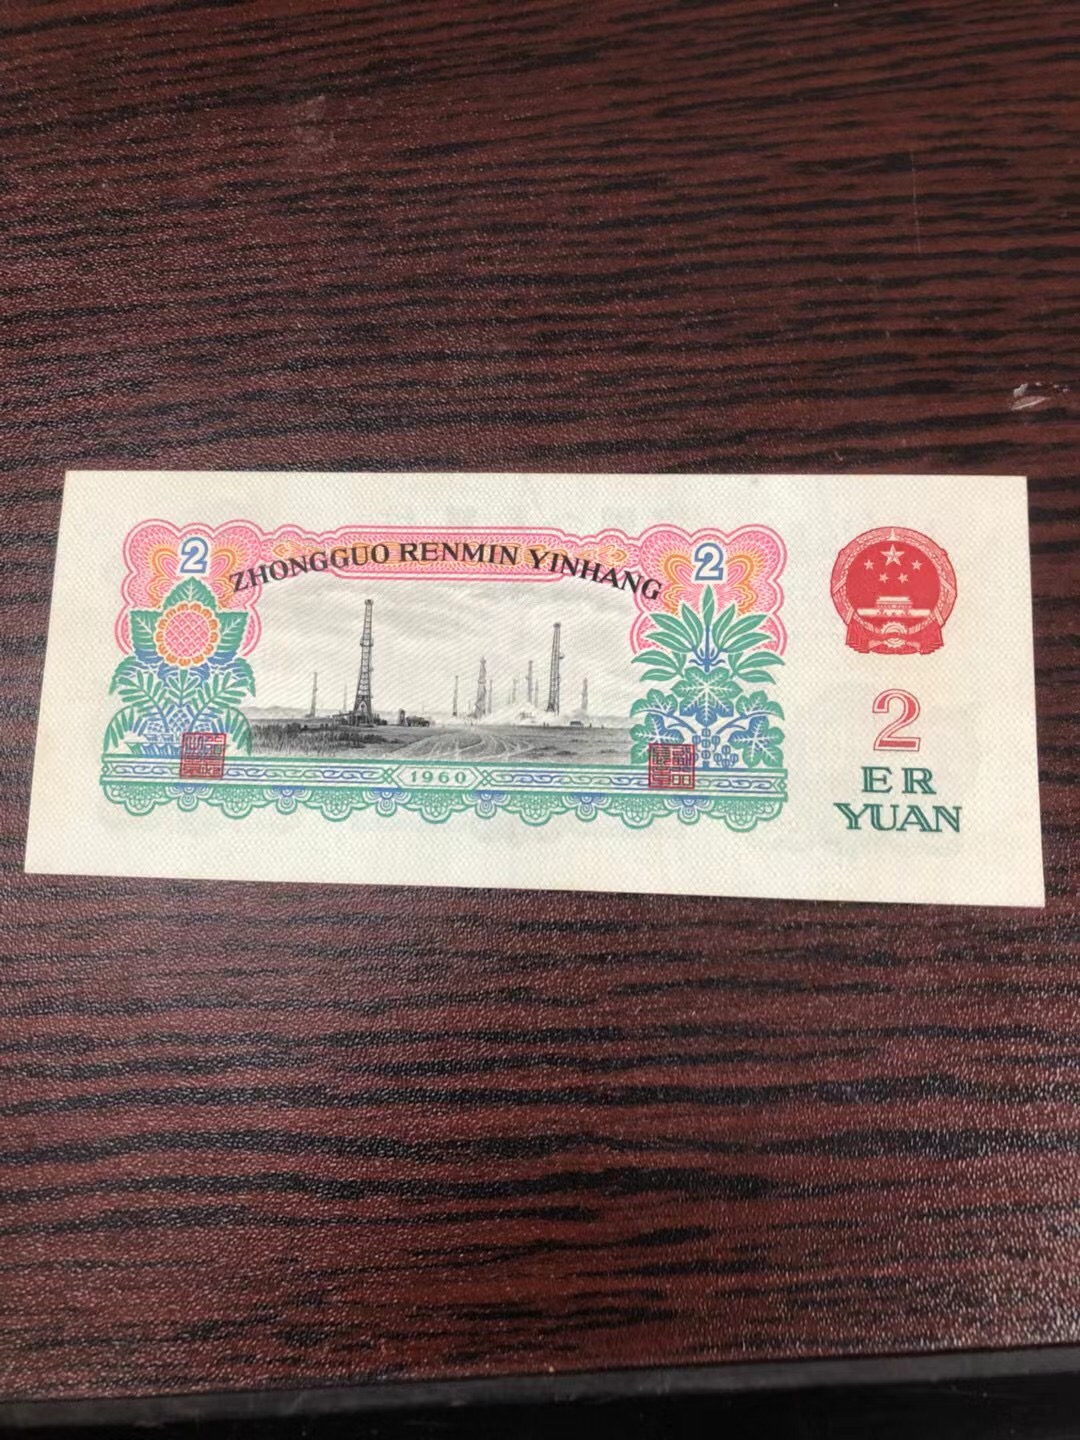 2
ZHONGGUO RENMIN YINHANG
2
1960
2
ER
YUAN